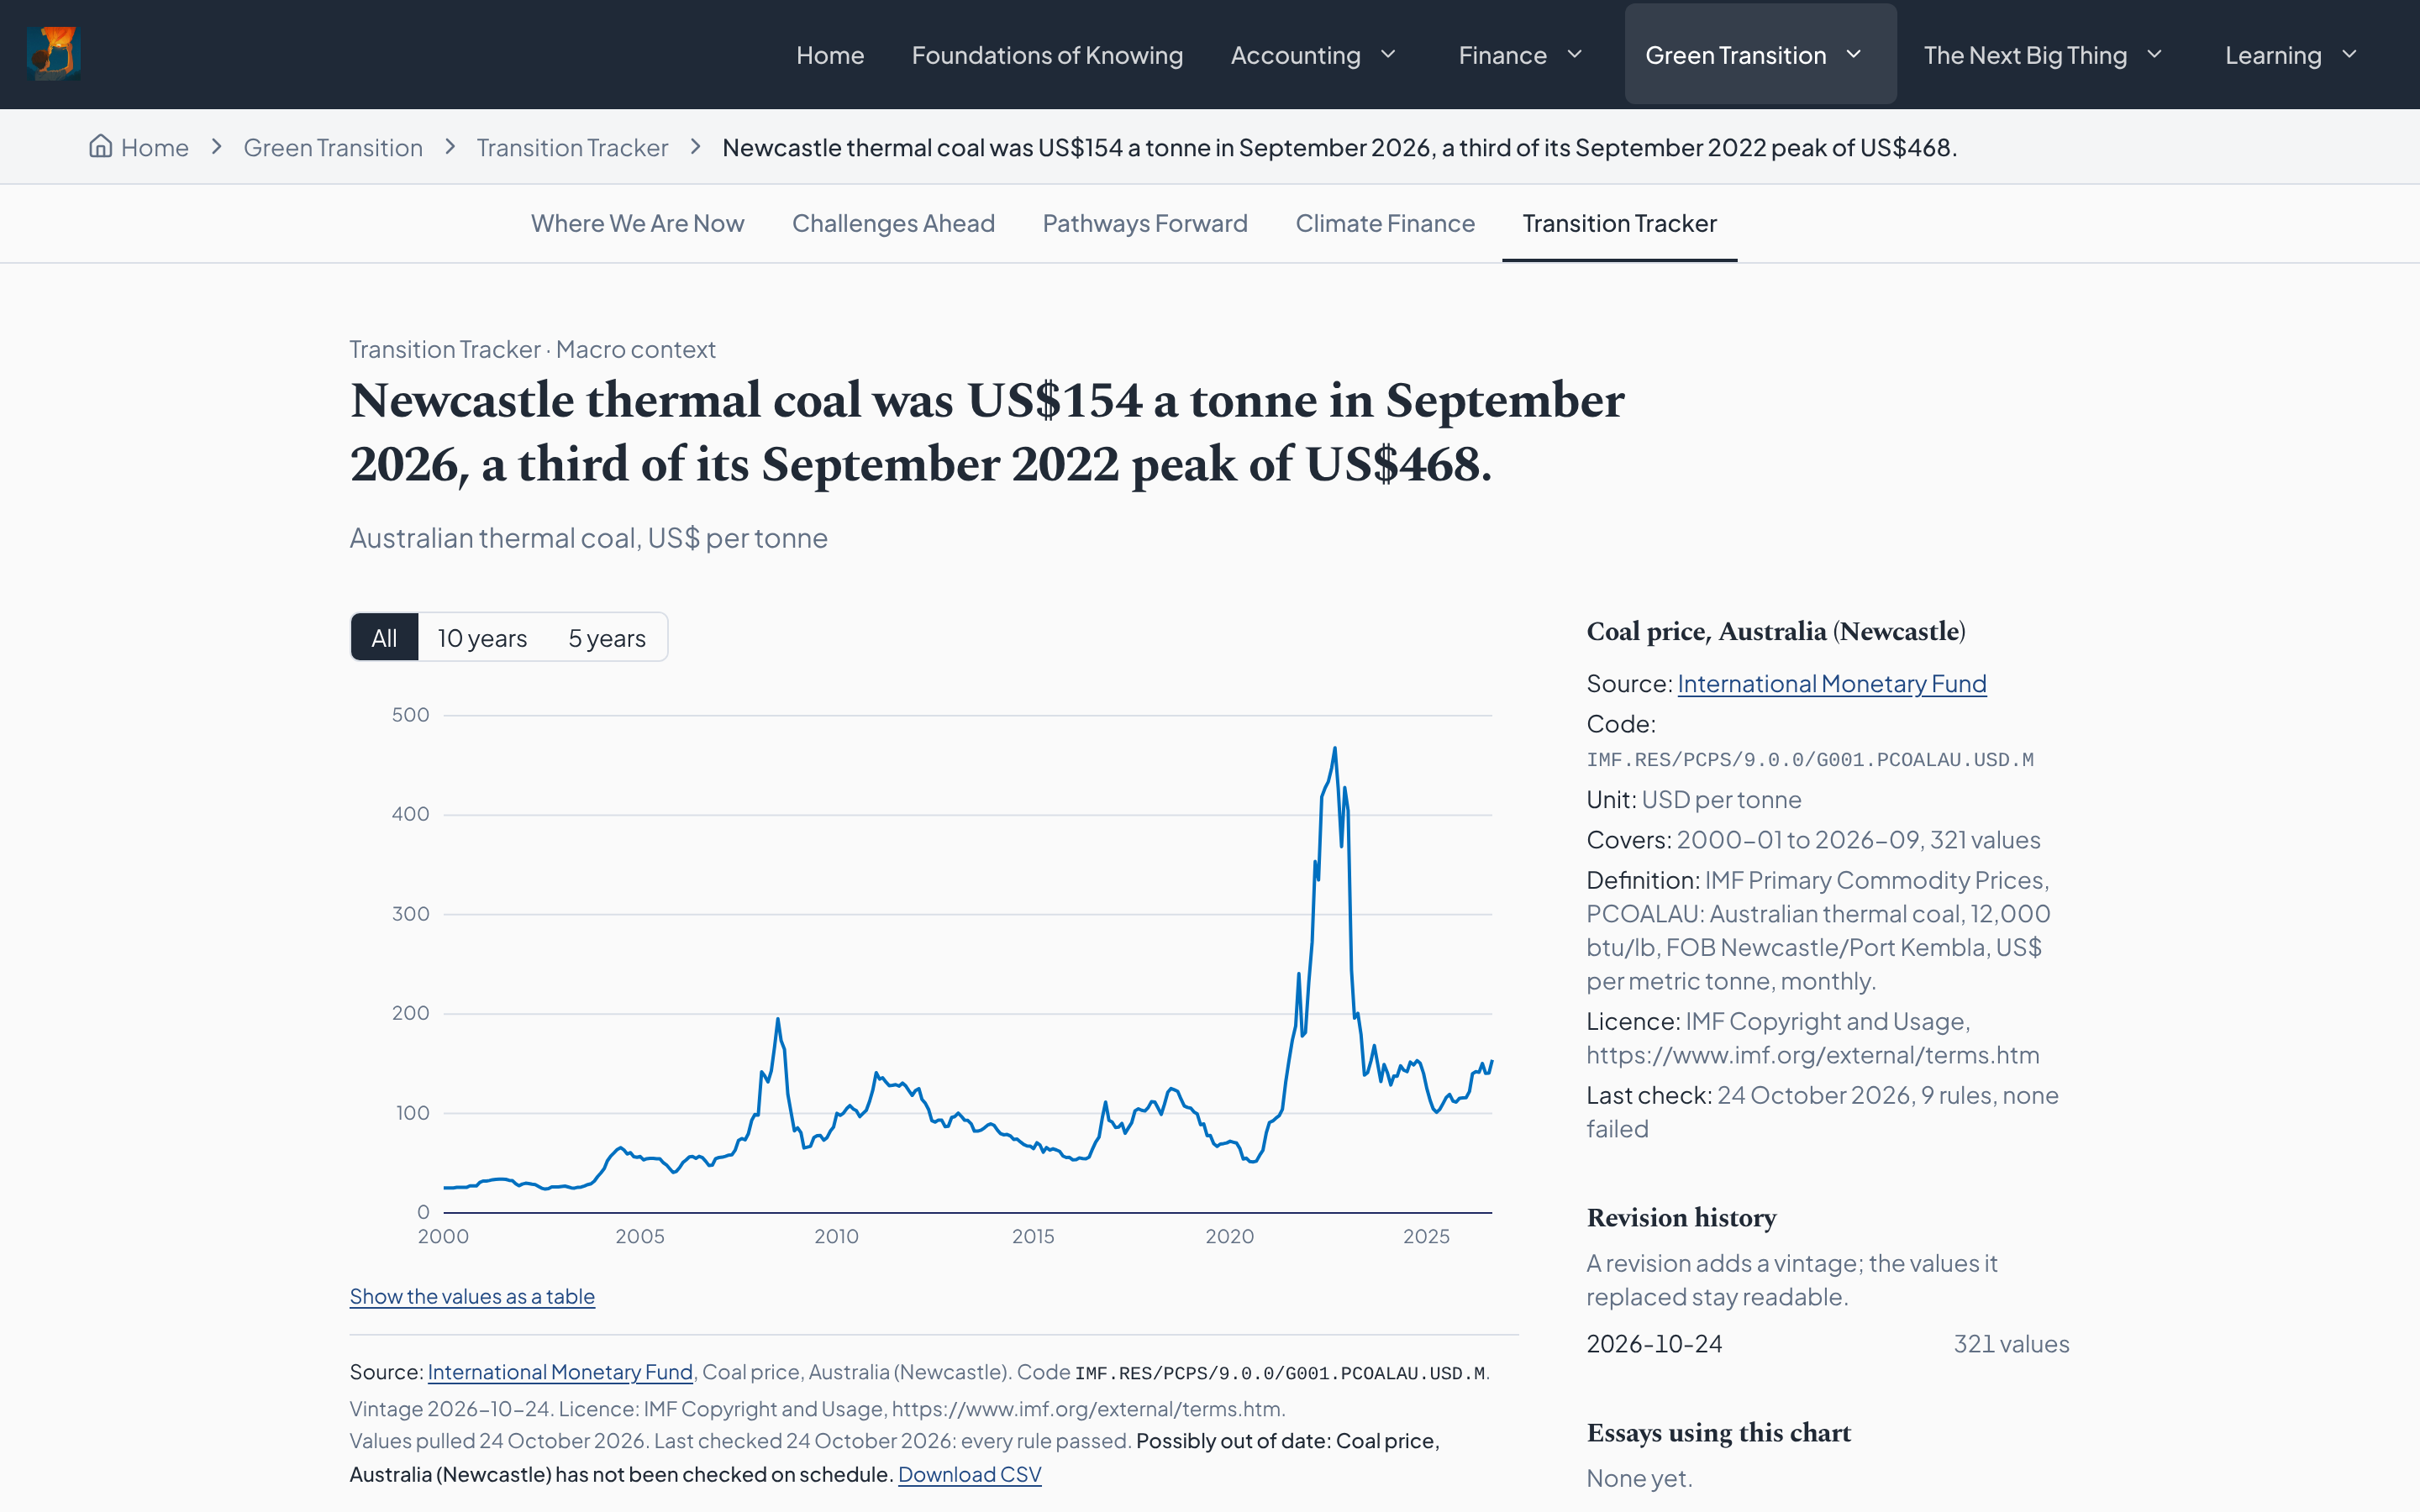 Home Foundations of Knowing Accounting Finance Green Transition The Next Big Thing Learning
Home Green Transition Transition Tracker Newcastle thermal coal was US$154 a tonne in September 2026, a third of its September 2022 peak of US$468.
Where We Are Now Challenges Ahead Pathways Forward Climate Finance Transition Tracker
Transition Tracker · Macro context
Newcastle thermal coal was US$154 a tonne in September
2026, a third of its September 2022 peak of US$468.
Australian thermal coal, US$ per tonne
All 10 years 5 years
500
400
300
200
100
0
2000 2005 2010 2015 2020 2025
Show the values as a table
Source: International Monetary Fund, Coal price, Australia (Newcastle). Code IMF.RES/PCPS/9.0.0/G001.PCOALAU.USD.M.
Vintage 2026-10-24. Licence: IMF Copyright and Usage, https://www.imf.org/external/terms.htm.
Values pulled 24 October 2026. Last checked 24 October 2026: every rule passed. Possibly out of date: Coal price,
Australia (Newcastle) has not been checked on schedule. Download CSV
Coal price, Australia (Newcastle)
Source: International Monetary Fund
Code:
IMF.RES/PCPS/9.0.0/G001.PCOALAU.USD.M
Unit: USD per tonne
Covers: 2000-01 to 2026-09, 321 values
Definition: IMF Primary Commodity Prices,
PCOALAU: Australian thermal coal, 12,000
btu/lb, FOB Newcastle/Port Kembla, US$
per metric tonne, monthly.
Licence: IMF Copyright and Usage,
https://www.imf.org/external/terms.htm
Last check: 24 October 2026, 9 rules, none
failed
Revision history
A revision adds a vintage; the values it
replaced stay readable.
2026-10-24 321 values
Essays using this chart
None yet.